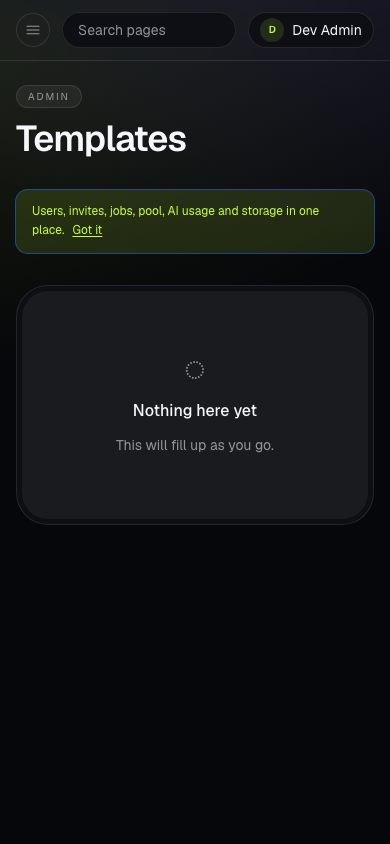 Search pages
D
Dev Admin
ADMIN
Templates
Users, invites, jobs, pool, AI usage and storage in one
place. Got it
Nothing here yet
This will fill up as you go.